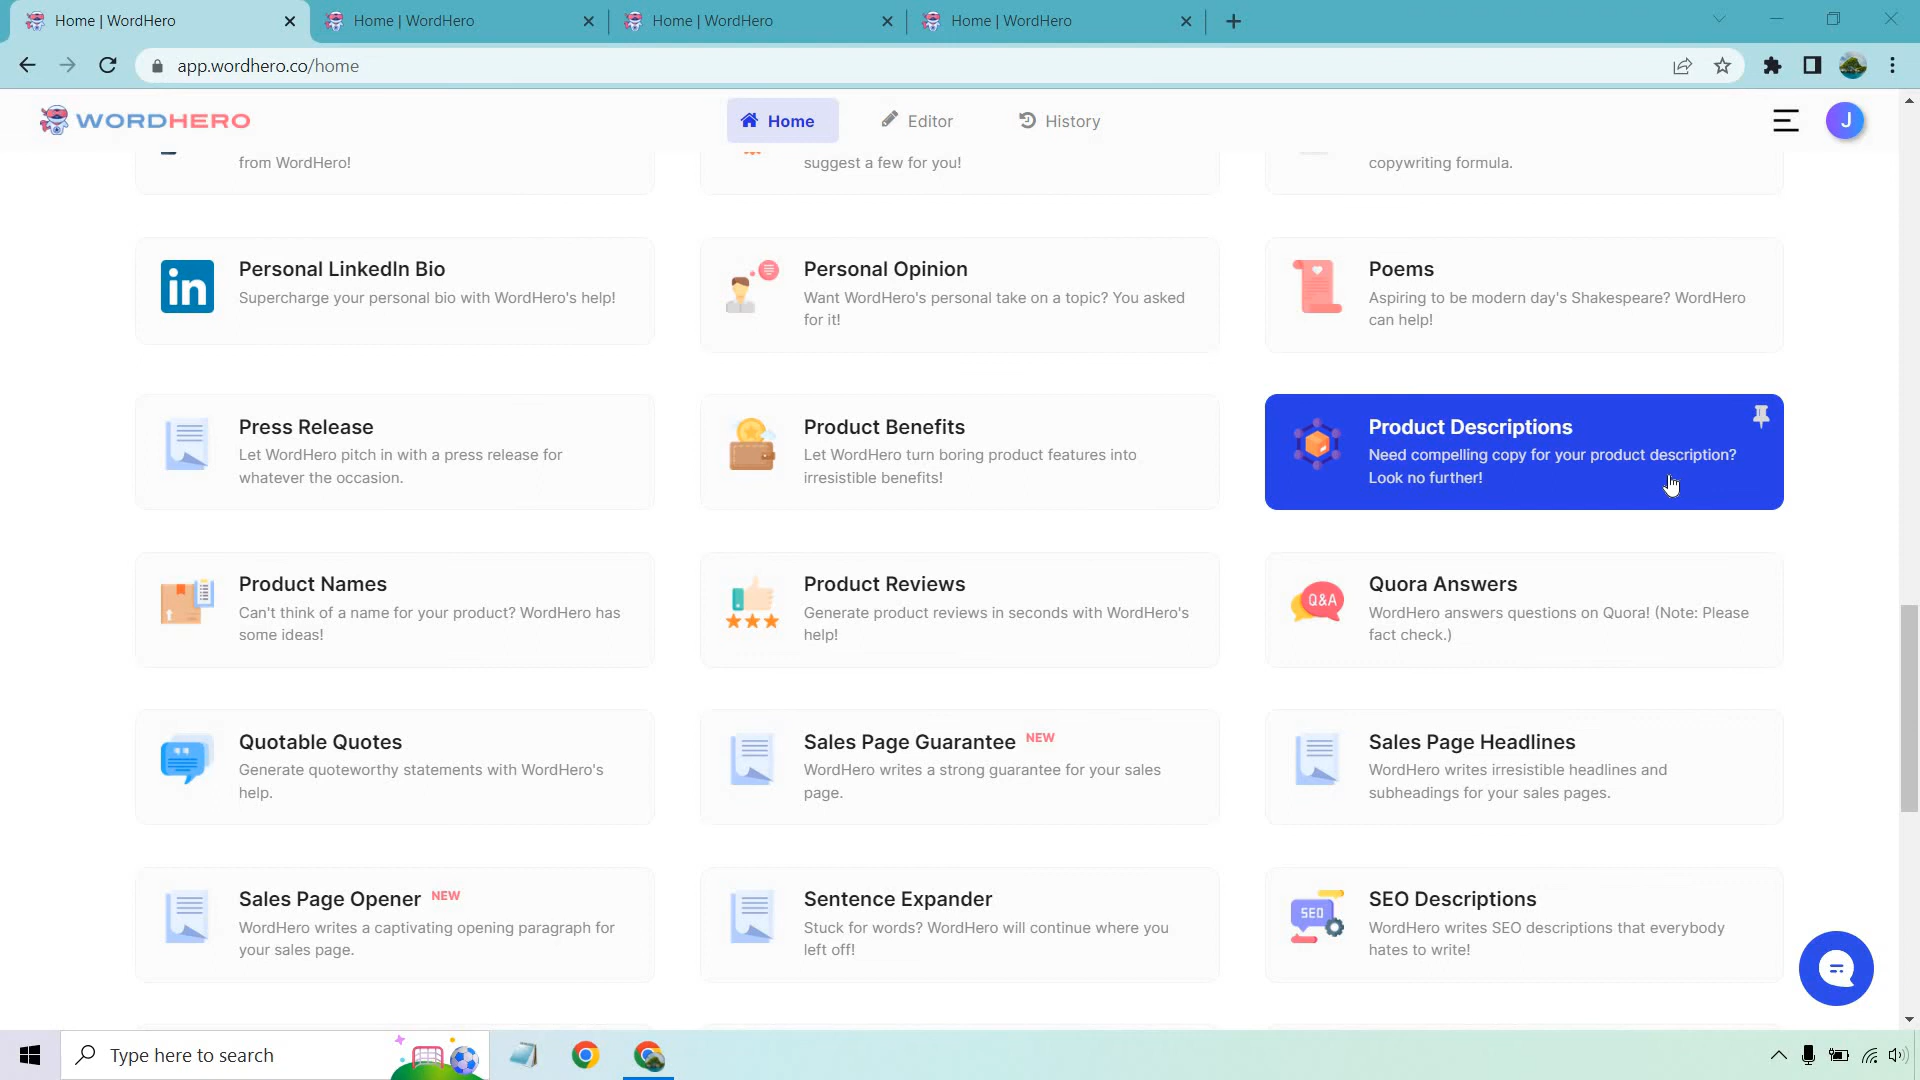 Home | WordHero
Home | WordHero
Home | WordHero
Home | WordHero
app.wordhero.co/home
WORDHERO
Home
Editor
History
J
from WordHero!
suggest a few for you!
copywriting formula.
in
Personal LinkedIn Bio
Supercharge your personal bio with WordHero's help!
Personal Opinion
Want WordHero's personal take on a topic? You asked
for it!
Poems
Aspiring to be modern day's Shakespeare? WordHero
can help!
Press Release
Let WordHero pitch in with a press release for
whatever the occasion.
Product Benefits
Let WordHero turn boring product features into
irresistible benefits!
Product Descriptions
Need compelling copy for your product description?
Look no further!
Product Names
Can't think of a name for your product? WordHero has
some ideas!
Product Reviews
Generate product reviews in seconds with WordHero's
help!
Q&A
Quora Answers
WordHero answers questions on Quora! (Note: Please
fact check.)
Quotable Quotes
Generate quoteworthy statements with WordHero's
help.
Sales Page Guarantee NEW
WordHero writes a strong guarantee for your sales
page.
Sales Page Headlines
WordHero writes irresistible headlines and
subheadings for your sales pages.
Sales Page Opener NEW
WordHero writes a captivating opening paragraph for
your sales page.
Sentence Expander
Stuck for words? WordHero will continue where you
left off!
SEO
SEO Descriptions
WordHero writes SEO descriptions that everybody
hates to write!
Type here to search